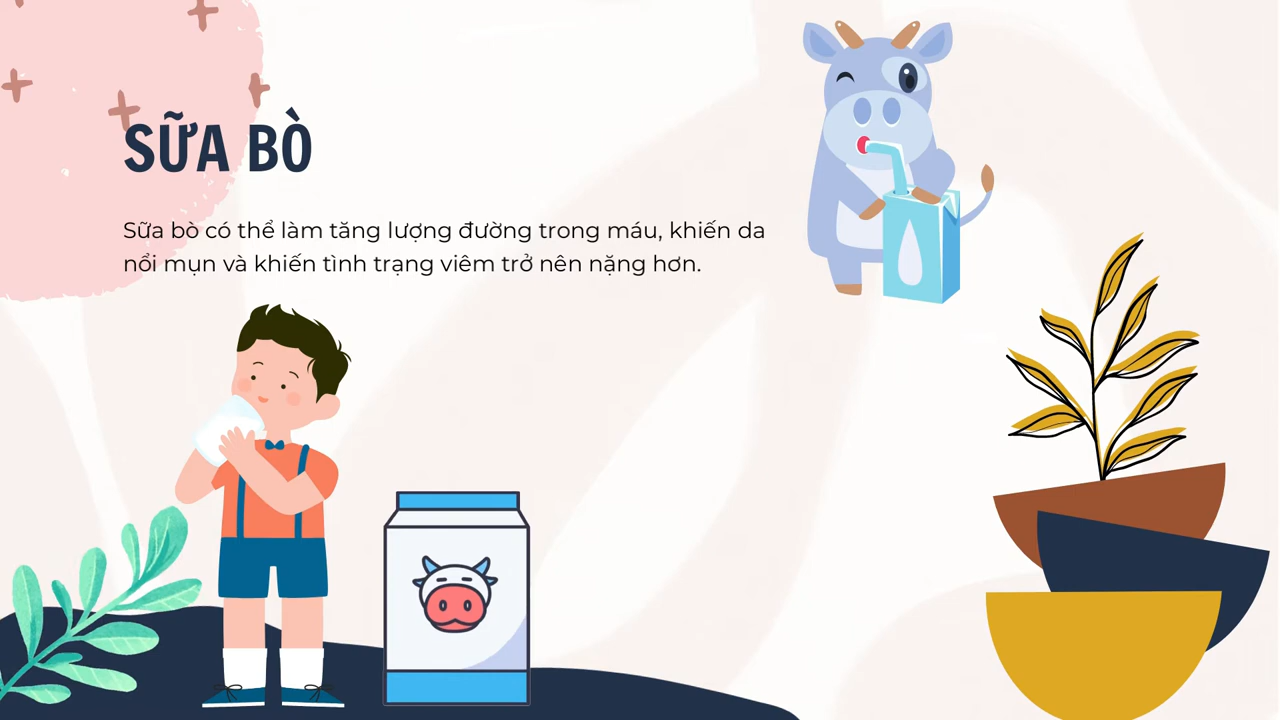 SỮA BÒ
Sữa bò có thể làm tăng lượng đường trong máu, khiến da
nổi mụn và khiến tình trạng viêm trở nên nặng hơn.